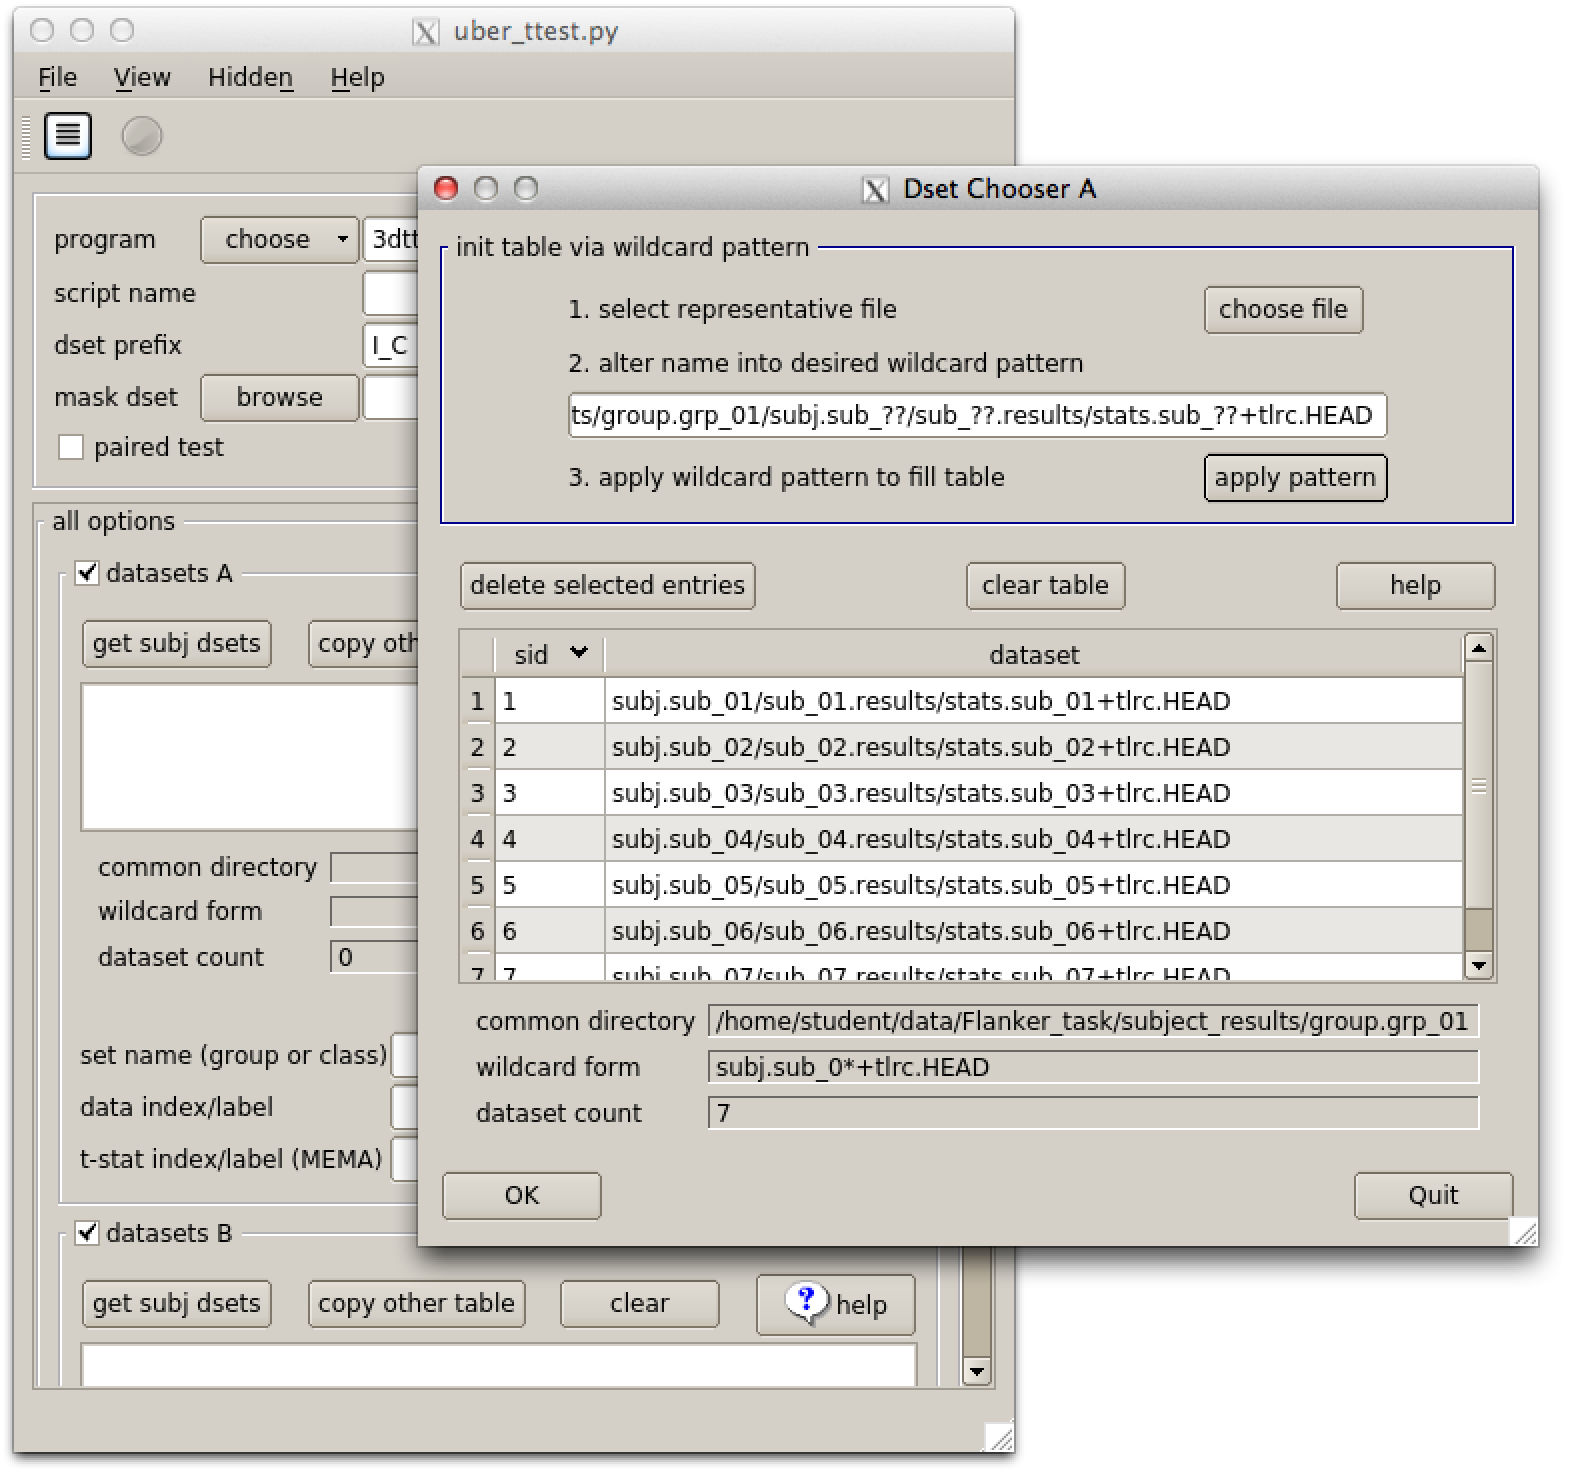 uber_ttest.py
File View Hidden Help
program choose 3dtt
script name
dset prefix I_C
mask dset browse
paired test
all options
datasets A
get subj dsets copy oth
common directory
wildcard form
dataset count 0
set name (group or class)
data index/label
t-stat index/label (MEMA)
datasets B
get subj dsets copy other table clear ? help
Dset Chooser A
init table via wildcard pattern
1. select representative file choose file
2. alter name into desired wildcard pattern
ts/group.grp_01/subj.sub_??/sub_??.results/stats.sub_??+tlrc.HEAD
3. apply wildcard pattern to fill table apply pattern
delete selected entries clear table help
sid dataset
1 1 subj.sub_01/sub_01.results/stats.sub_01+tlrc.HEAD
2 2 subj.sub_02/sub_02.results/stats.sub_02+tlrc.HEAD
3 3 subj.sub_03/sub_03.results/stats.sub_03+tlrc.HEAD
4 4 subj.sub_04/sub_04.results/stats.sub_04+tlrc.HEAD
5 5 subj.sub_05/sub_05.results/stats.sub_05+tlrc.HEAD
6 6 subj.sub_06/sub_06.results/stats.sub_06+tlrc.HEAD
7 7 subj.sub_07/sub_07.results/stats.sub_07+tlrc.HEAD
common directory /home/student/data/Flanker_task/subject_results/group.grp_01
wildcard form subj.sub_0*+tlrc.HEAD
dataset count 7
OK Quit